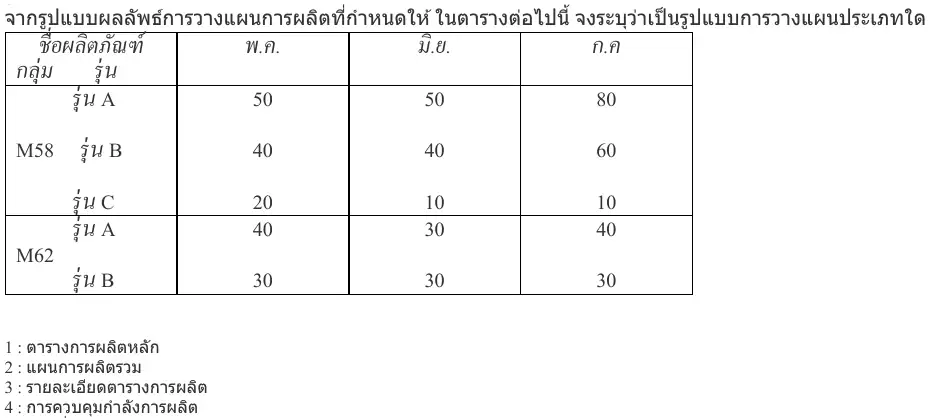 จากรูปแบบผลลัพธ์การวางแผนการผลิตที่กำหนดให้ ในตารางต่อไปนี้ จงระบุว่าเป็นรูปแบบการวางแผนประเภทใด
ชื่อผลิตภัณฑ์ พ.ค. มิ.ย. ก.ค
กลุ่ม รุ่น
รุ่น A 50 50 80
M58 รุ่น B 40 40 60
รุ่น C 20 10 10
รุ่น A 40 30 40
M62
รุ่น B 30 30 30
1 : ตารางการผลิตหลัก
2 : แผนการผลิตรวม
3 : รายละเอียดตารางการผลิต
4 : การควบคุมกำลังการผลิต